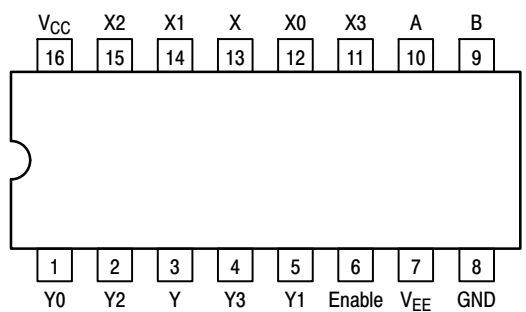 VCC X2 X1 X X0 X3 A B
16 15 14 13 12 11 10 9
1 2 3 4 5 6 7 8
Y0 Y2 Y Y3 Y1 Enable VEE GND